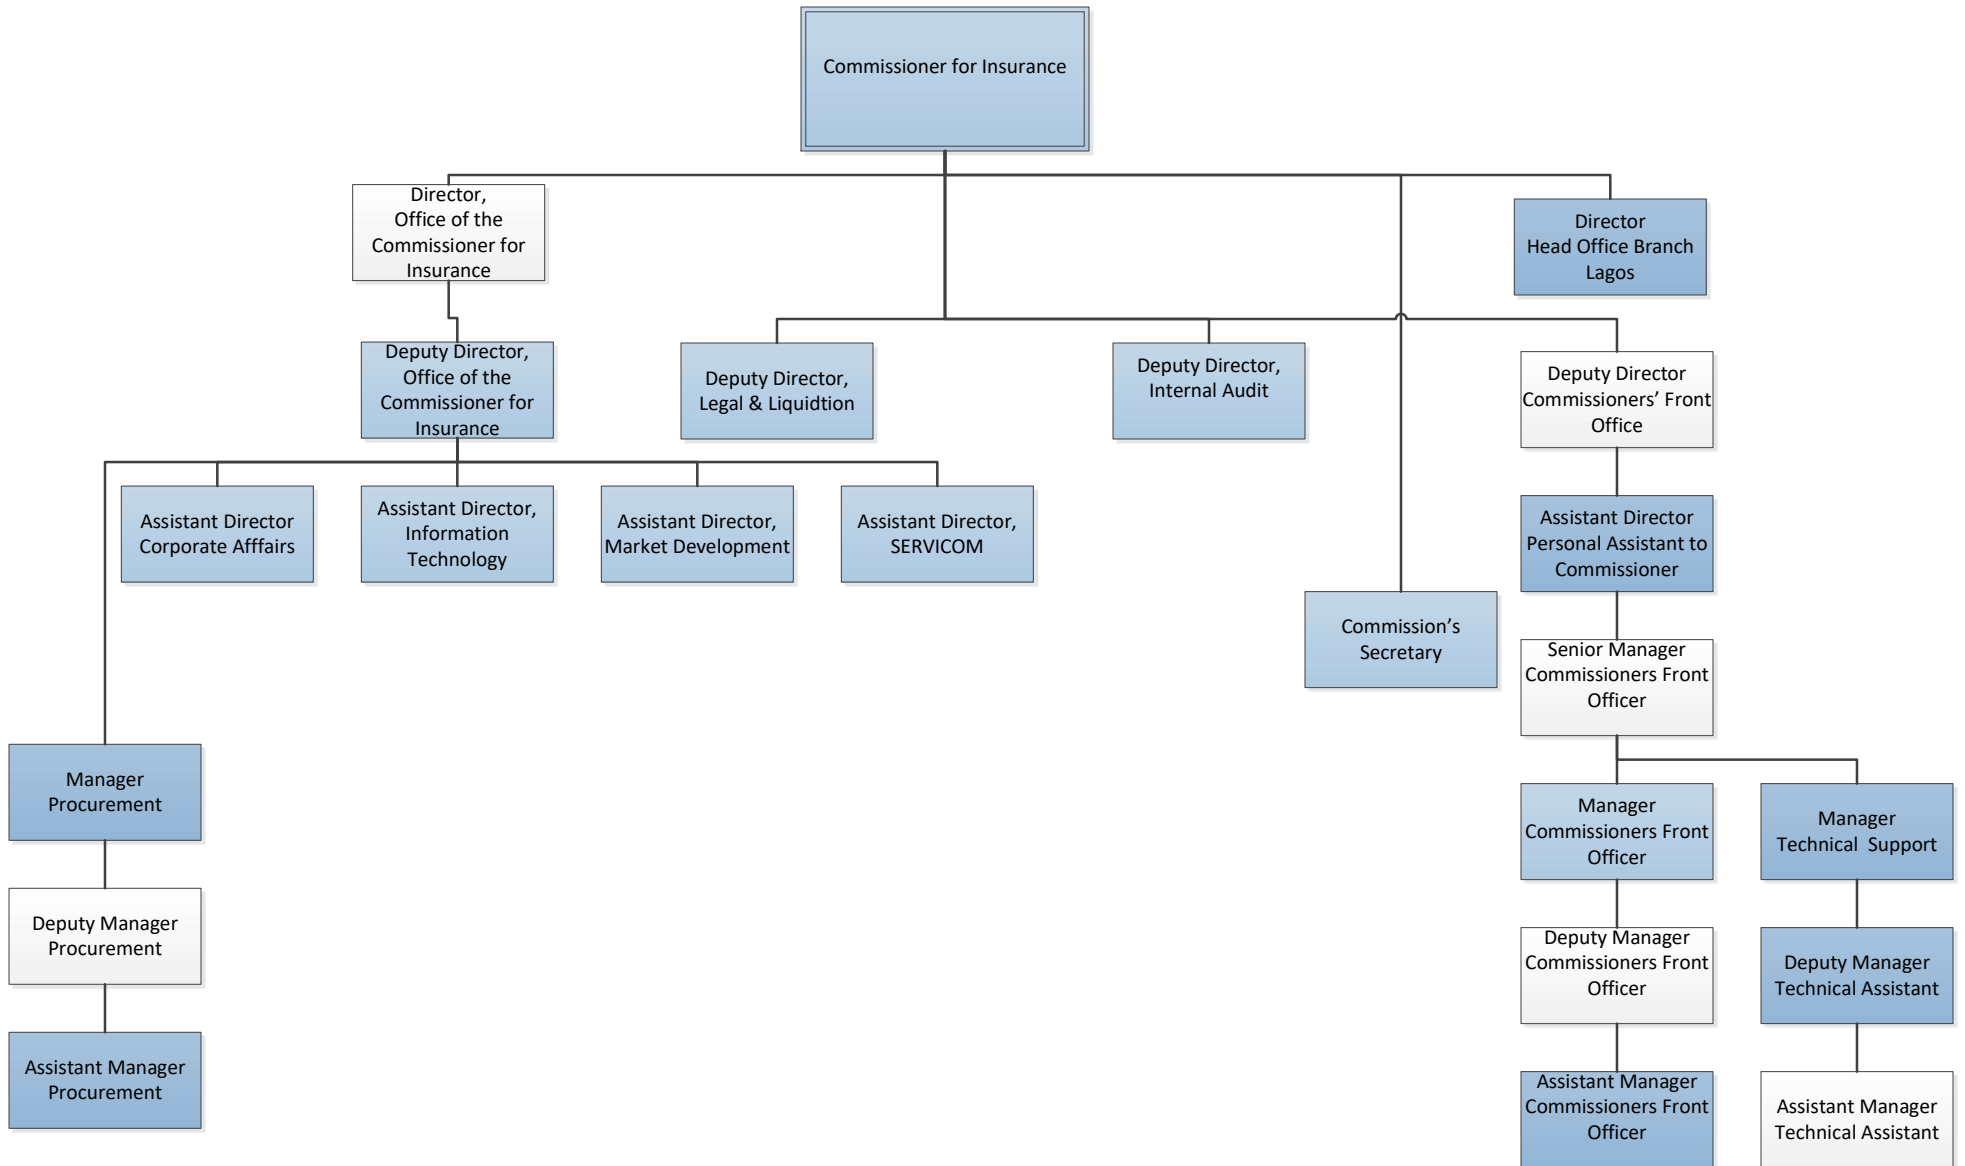 Commissioner for Insurance
Director,
Office of the
Commissioner for
Insurance
Director
Head Office Branch
Lagos
Deputy Director,
Office of the
Commissioner for
Insurance
Deputy Director,
Legal & Liquidtion
Deputy Director,
Internal Audit
Deputy Director
Commissioners’ Front
Office
Assistant Director
Corporate Afffairs
Assistant Director,
Information
Technology
Assistant Director,
Market Development
Assistant Director,
SERVICOM
Assistant Director
Personal Assistant to
Commissioner
Commission’s
Secretary
Senior Manager
Commissioners Front
Officer
Manager
Procurement
Manager
Commissioners Front
Officer
Manager
Technical  Support
Deputy Manager
Procurement
Deputy Manager
Commissioners Front
Officer
Deputy Manager
Technical Assistant
Assistant Manager
Procurement
Assistant Manager
Commissioners Front
Officer
Assistant Manager
Technical Assistant